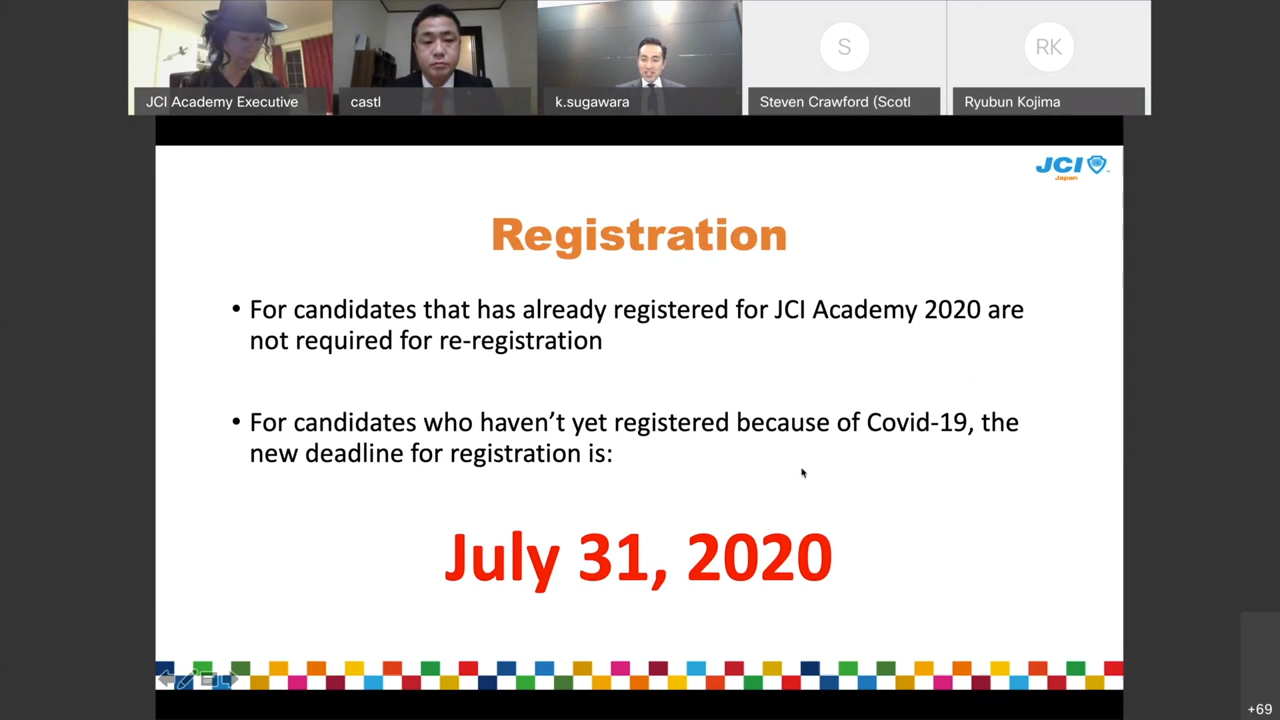 S
RK
JCI Academy Executive
castl
k.sugawara
Steven Crawford (Scotl
Ryubun Kojima
JCI
Japan
Registration
• For candidates that has already registered for JCI Academy 2020 are
not required for re-registration
• For candidates who haven’t yet registered because of Covid-19, the
new deadline for registration is:
July 31, 2020
+69